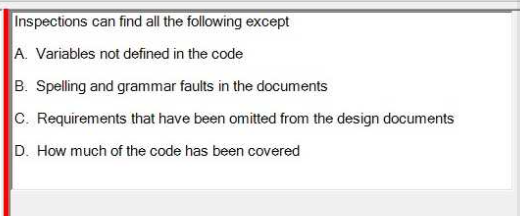 Inspections can find all the following except
A. Variables not defined in the code
B. Spelling and grammar faults in the documents
C. Requirements that have been omitted from the design documents
D. How much of the code has been covered